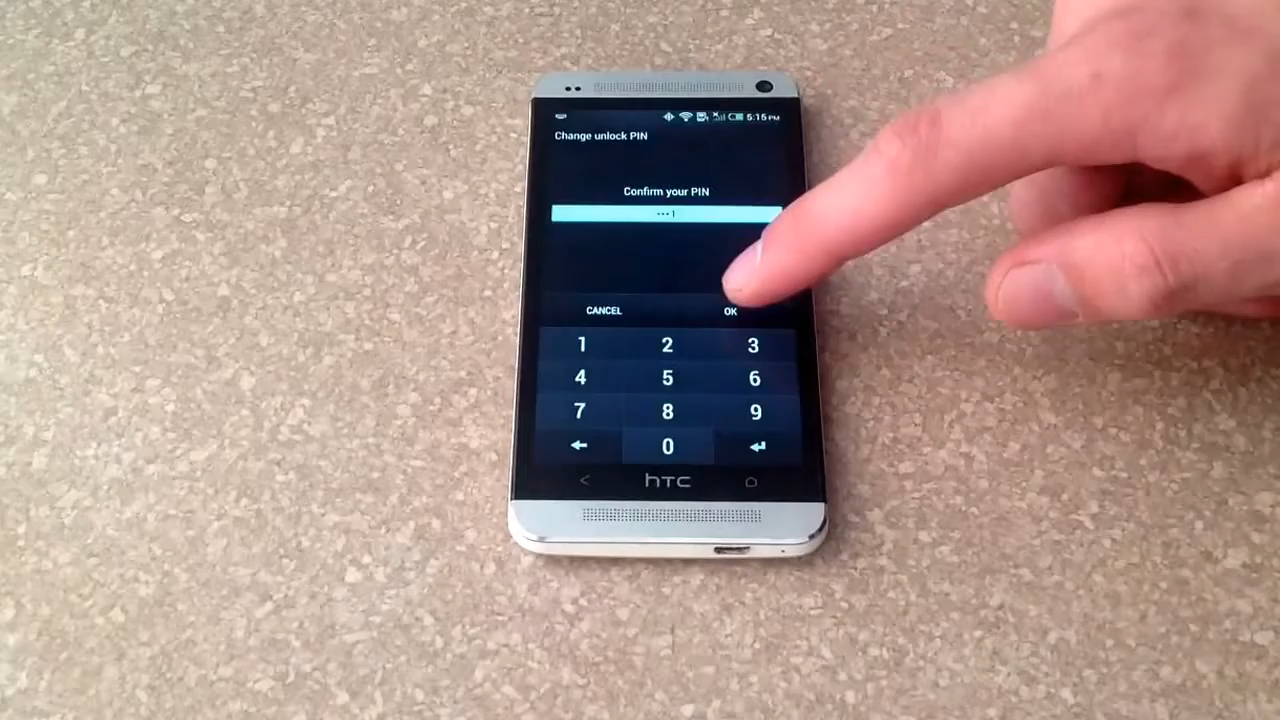 5:15 PM
Change unlock PIN
Confirm your PIN
•••1
CANCEL OK
1 2 3
4 5 6
7 8 9
0
hTC